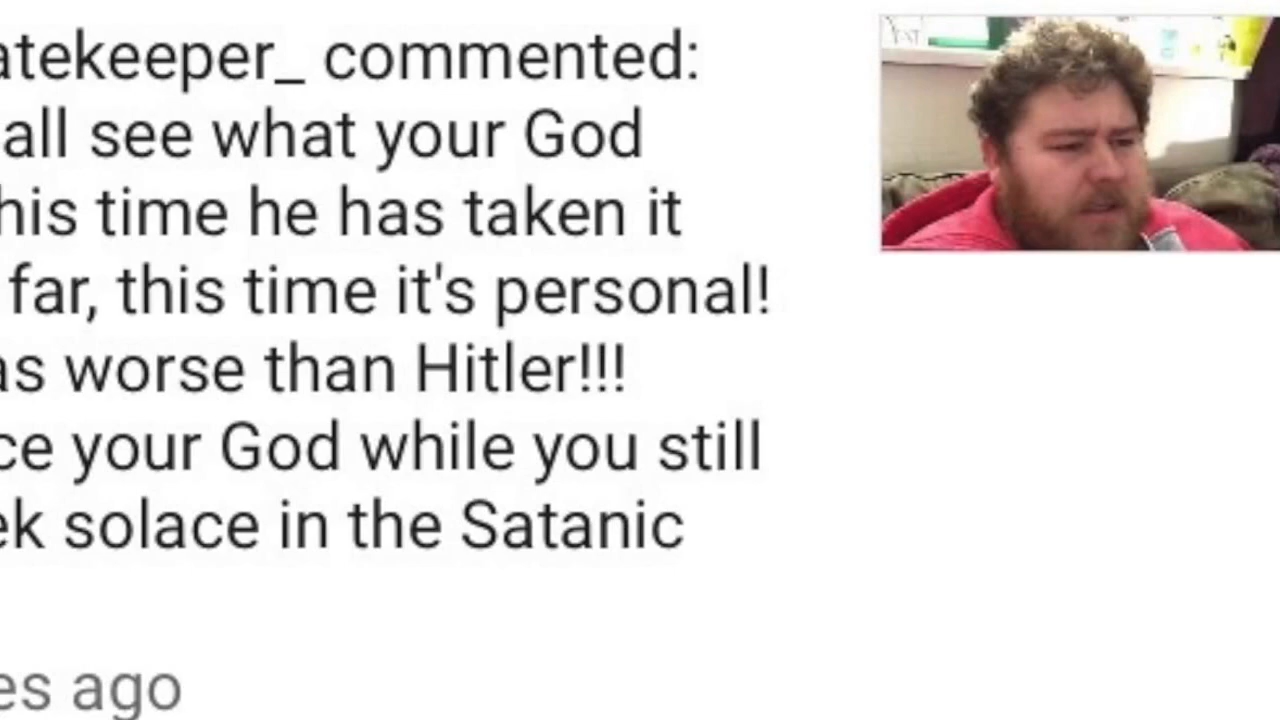 atekeeper_ commented:
all see what your God
his time he has taken it
far, this time it's personal!
as worse than Hitler!!!
ce your God while you still
ek solace in the Satanic
es ago